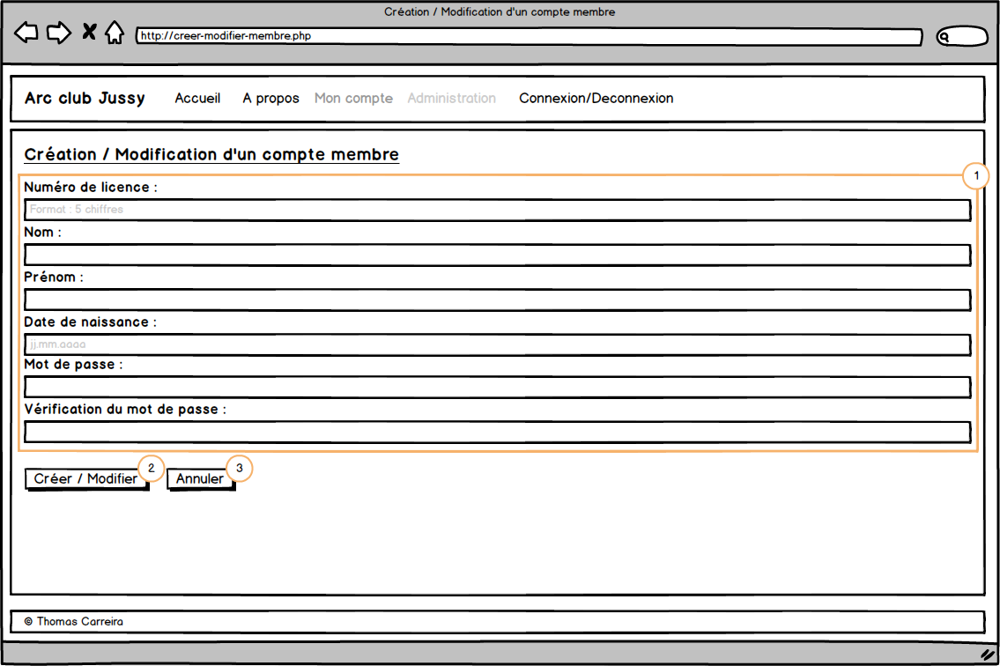 Création / Modification d'un compte membre
http://creer-modifier-membre.php
Arc club Jussy Accueil A propos Mon compte Administration Connexion/Deconnexion
Création / Modification d'un compte membre
1
Numéro de licence :
Format : 5 chiffres
Nom :
Prénom :
Date de naissance :
jj.mm.aaaa
Mot de passe :
Vérification du mot de passe :
2 3
Créer / Modifier Annuler
© Thomas Carreira